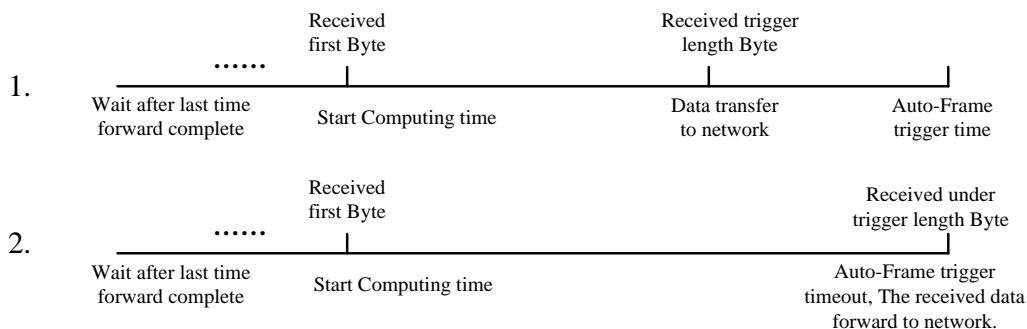 Received
first Byte
Received trigger
length Byte
......
1.
Wait after last time
forward complete
Start Computing time
Data transfer
to network
Auto-Frame
trigger time
Received
first Byte
Received under
trigger length Byte
......
2.
Wait after last time
forward complete
Start Computing time
Auto-Frame trigger
timeout, The received data
forward to network.